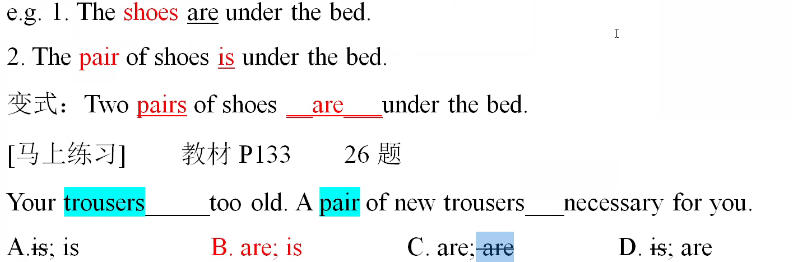 e.g. 1. The shoes are under the bed.
2. The pair of shoes is under the bed.
变式：Two pairs of shoes __are___under the bed.
[马上练习] 教材 P133 26 题
Your trousers______too old. A pair of new trousers___necessary for you.
A.is; is B. are; is C. are; are D. is; are